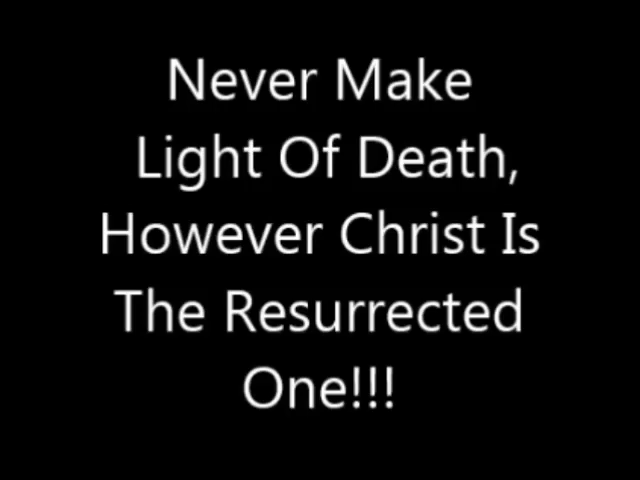 Never Make
Light Of Death,
However Christ Is
The Resurrected
One!!!